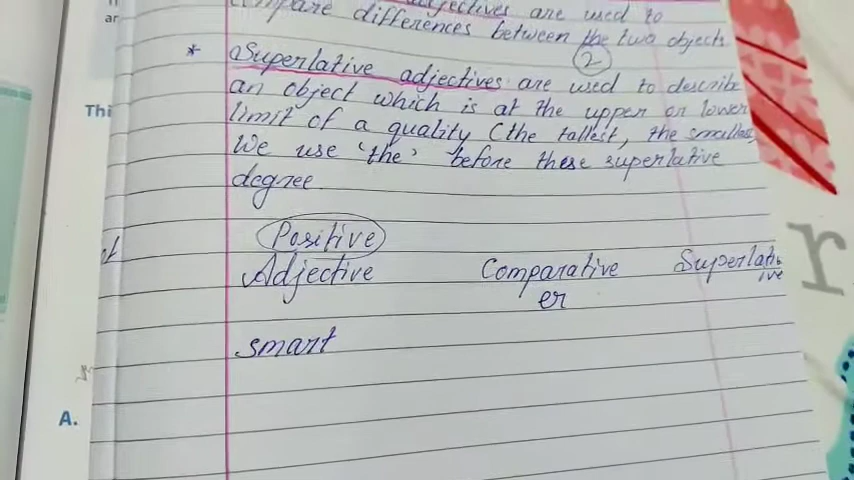 adjectives are used to
compare differences between the two objects
2
* Superlative adjectives are used to describe
an object which is at the upper or lower
limit of a quality (the tallest, the smallest,
We use 'the' before these superlative
degree.
Positive
Adjective Comparative Superlative
er
smart
Thi
A.
r